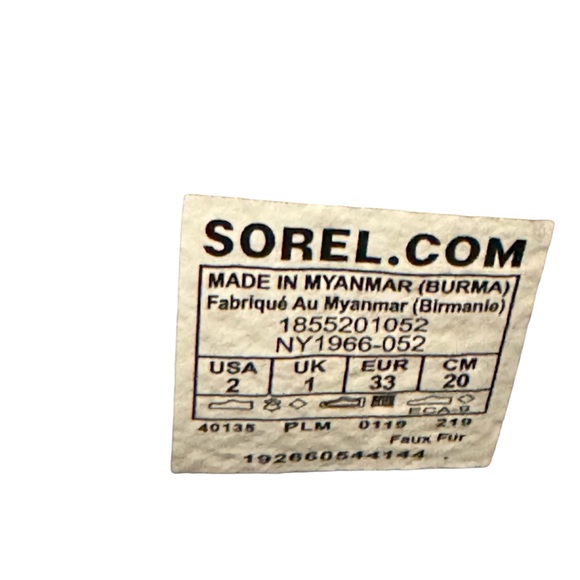 SOREL.COM
MADE IN MYANMAR (BURMA)
Fabriqué Au Myanmar (Birmanie)
1855201052
NY1966-052
USA UK EUR CM
2 1 33 20
ECA-9
40135 PLM 0119 219
Faux Fur
192660544144